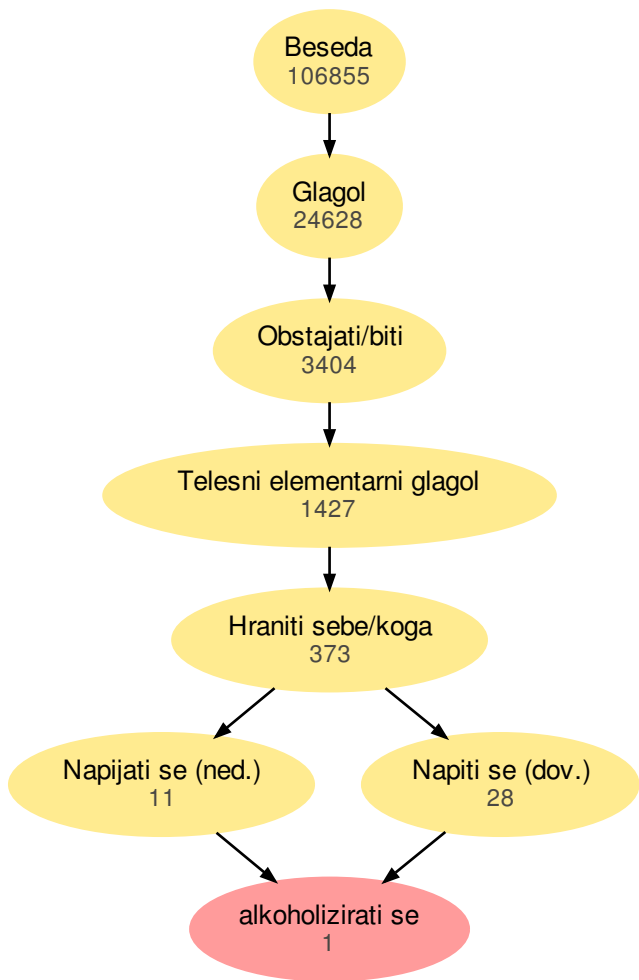 Beseda
106855
Glagol
24628
Obstajati/biti
3404
Telesni elementarni glagol
1427
Hraniti sebe/koga
373
Napijati se (ned.)
11
Napiti se (dov.)
28
alkoholizirati se
1